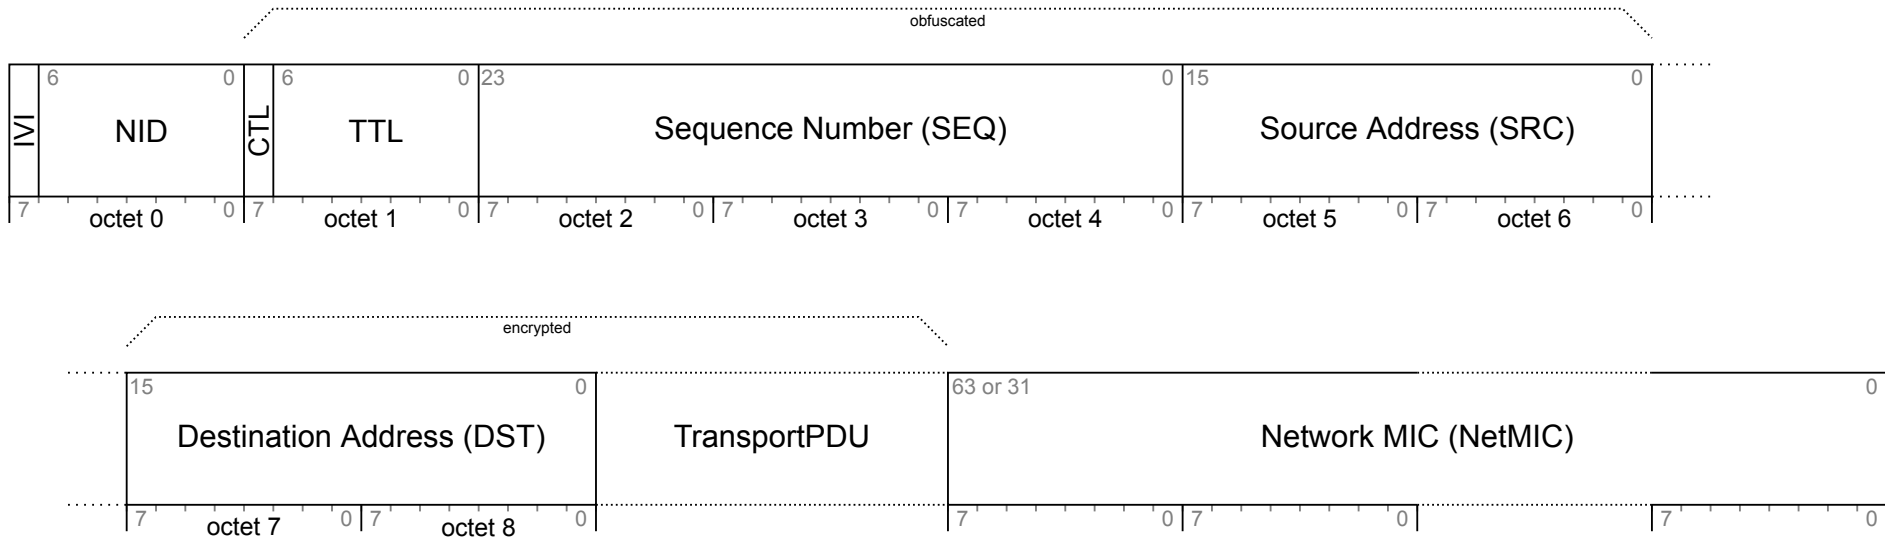 obfuscated
6 0 6 0 23 0 15 0
IVI NID CTL TTL Sequence Number (SEQ) Source Address (SRC)
7 octet 0 0 7 octet 1 0 7 octet 2 0 7 octet 3 0 7 octet 4 0 7 octet 5 0 7 octet 6 0
encrypted
15 0 63 or 31 0
Destination Address (DST) TransportPDU Network MIC (NetMIC)
7 octet 7 0 7 octet 8 0 7 0 7 0 7 0